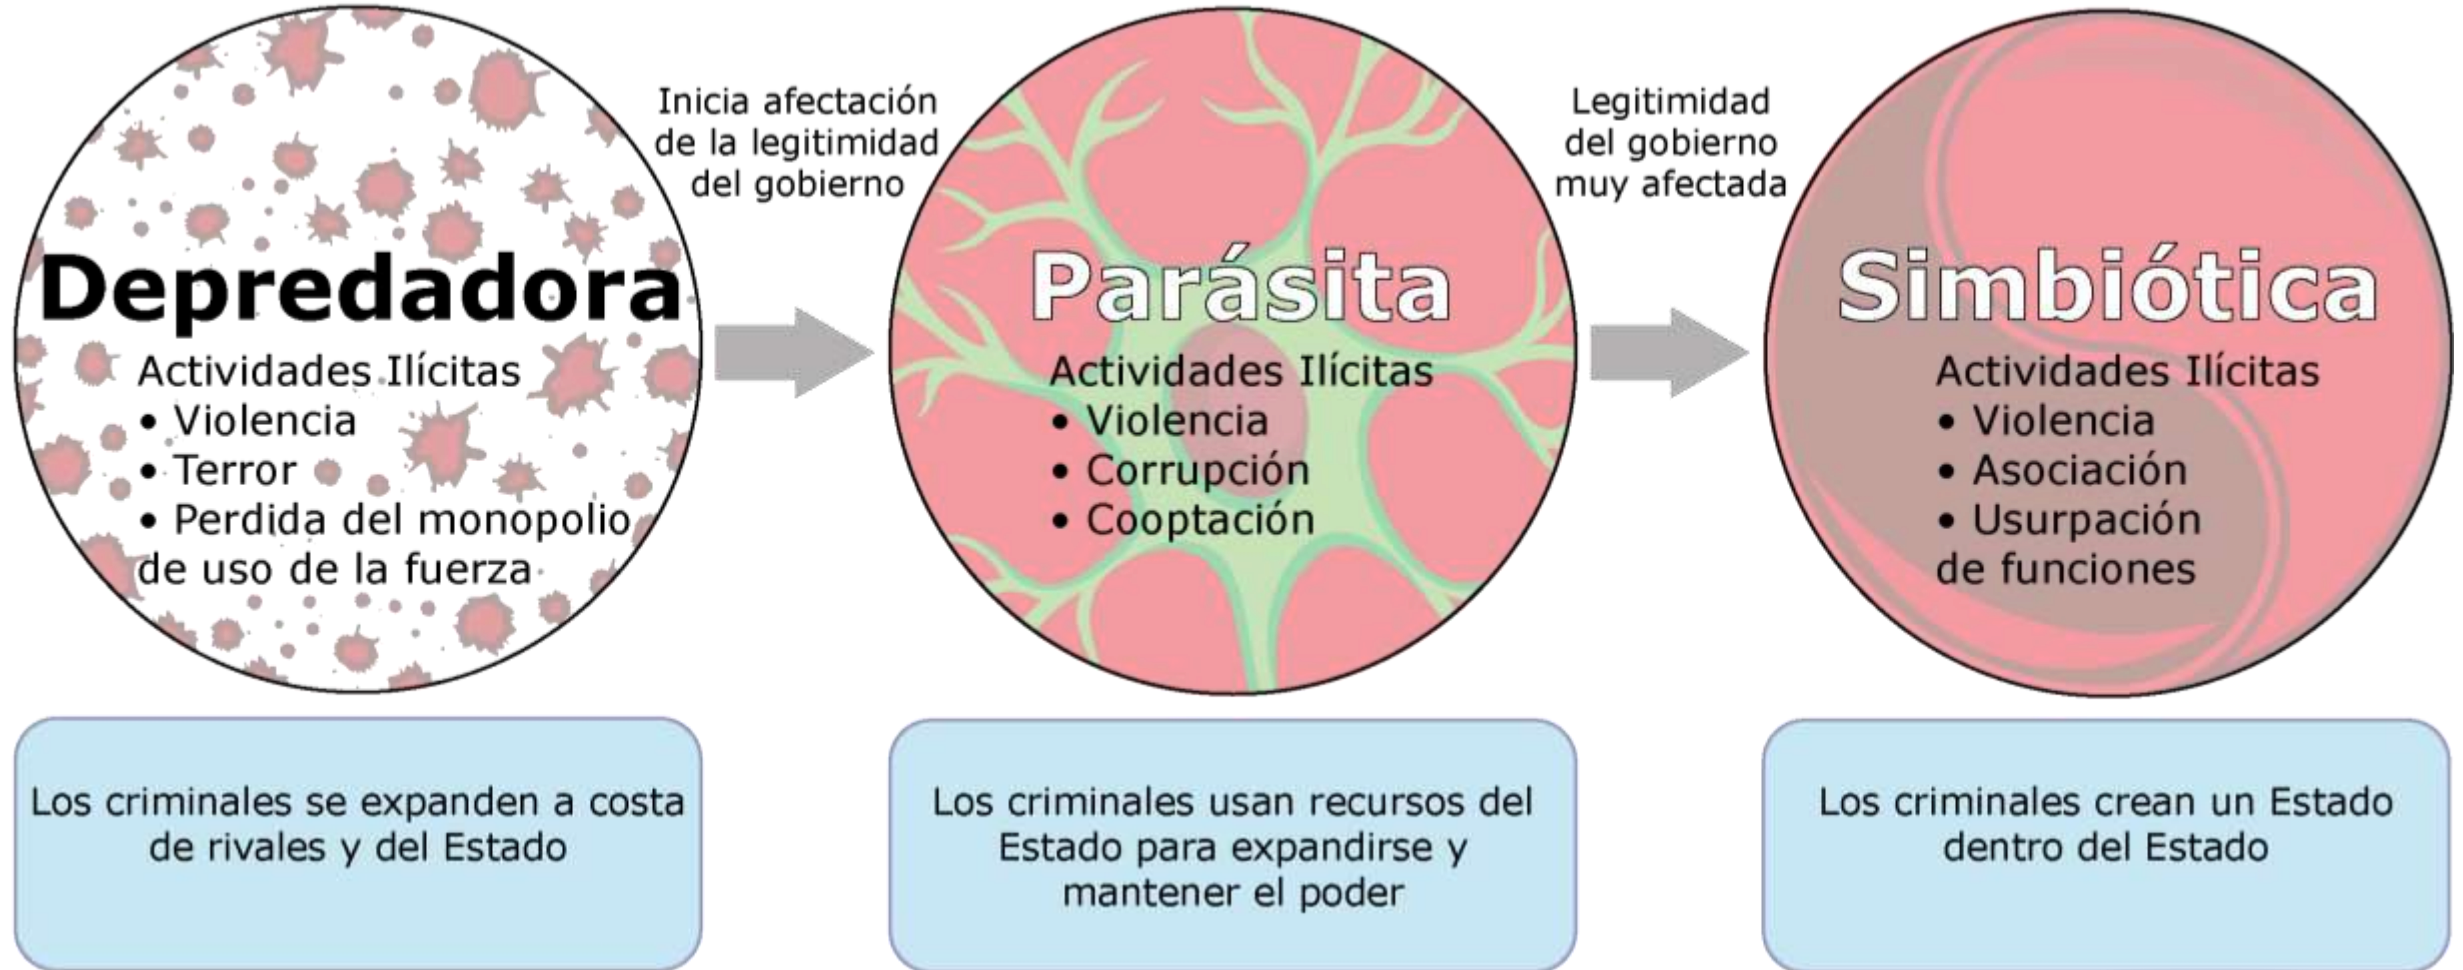 Depredadora
Actividades Ilícitas
• Violencia
• Terror
• Perdida del monopolio
de uso de la fuerza
Los criminales se expanden a costa
de rivales y del Estado
Inicia afectación
de la legitimidad
del gobierno
Parásita
Actividades Ilícitas
• Violencia
• Corrupción
• Cooptación
Los criminales usan recursos del
Estado para expandirse y
mantener el poder
Legitimidad
del gobierno
muy afectada
Simbiótica
Actividades Ilícitas
• Violencia
• Asociación
• Usurpación
de funciones
Los criminales crean un Estado
dentro del Estado